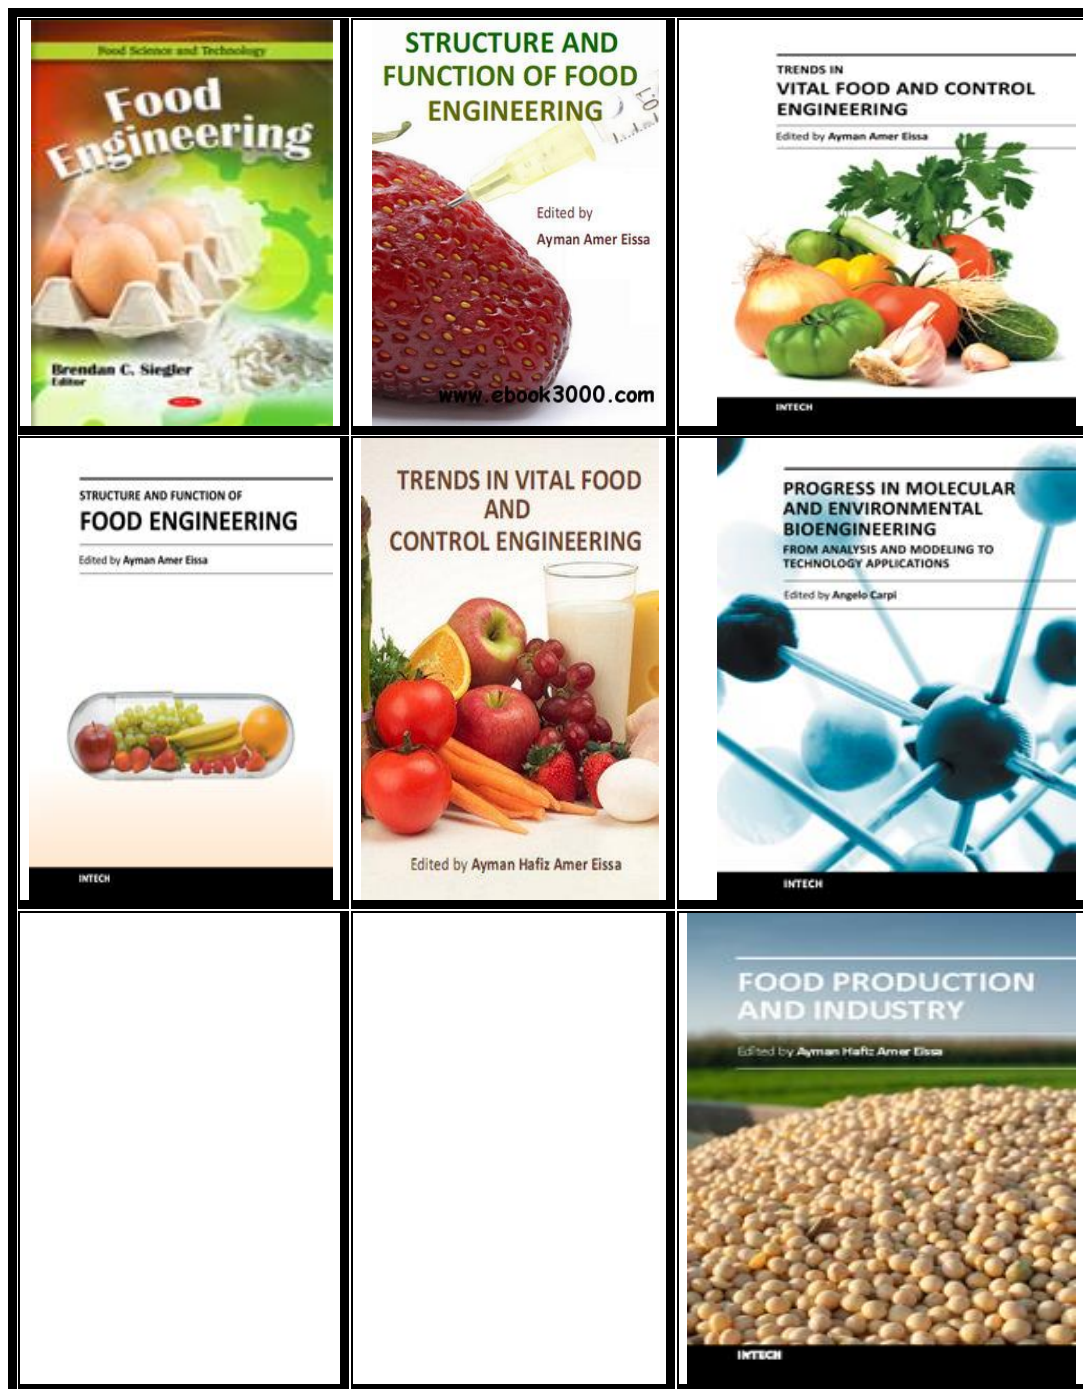 Food Science and Technology
Food
Engineering
Brendan C. Siegler
Editor
STRUCTURE AND
FUNCTION OF FOOD
ENGINEERING
Edited by
Ayman Amer Eissa
www.ebook3000.com
TRENDS IN
VITAL FOOD AND CONTROL
ENGINEERING
Edited by Ayman Amer Eissa
INTECH
STRUCTURE AND FUNCTION OF
FOOD ENGINEERING
Edited by Ayman Amer Eissa
INTECH
TRENDS IN VITAL FOOD
AND
CONTROL ENGINEERING
Edited by Ayman Hafiz Amer Eissa
PROGRESS IN MOLECULAR
AND ENVIRONMENTAL
BIOENGINEERING
FROM ANALYSIS AND MODELING TO
TECHNOLOGY APPLICATIONS
Edited by Angelo Carpi
INTECH
FOOD PRODUCTION
AND INDUSTRY
Edited by Ayman Hafiz Amer Eissa
INTECH